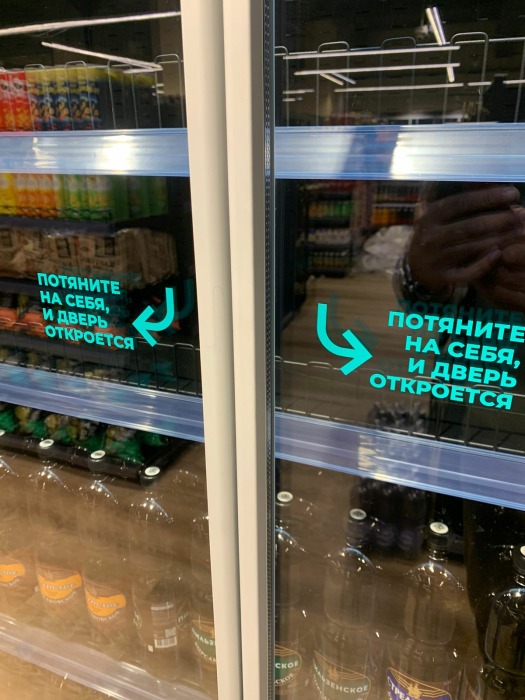 ПОТЯНИТЕ
НА СЕБЯ,
И ДВЕРЬ
ОТКРОЕТСЯ
ПОТЯНИТЕ
НА СЕБЯ,
И ДВЕРЬ
ОТКРОЕТСЯ